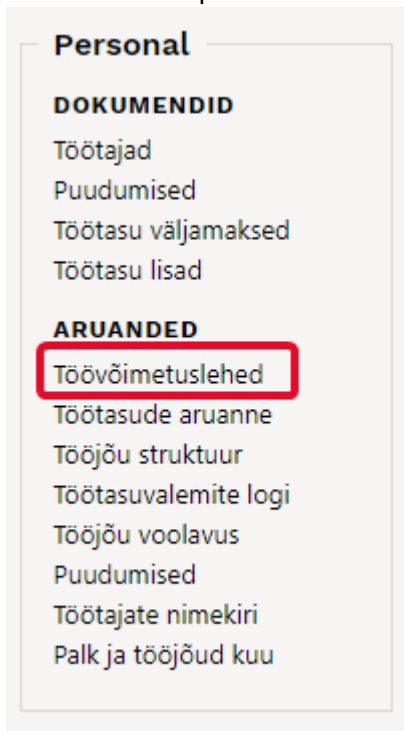 Personal
DOKUMENDID
Töötajad
Puudumised
Töötasu väljamaksed
Töötasu lisad
ARUANDED
Töövõimetuslehed
Töötasude aruanne
Tööjõu struktuur
Töötasuvalemite logi
Tööjõu voolavus
Puudumised
Töötajate nimekiri
Palk ja tööjõud kuu